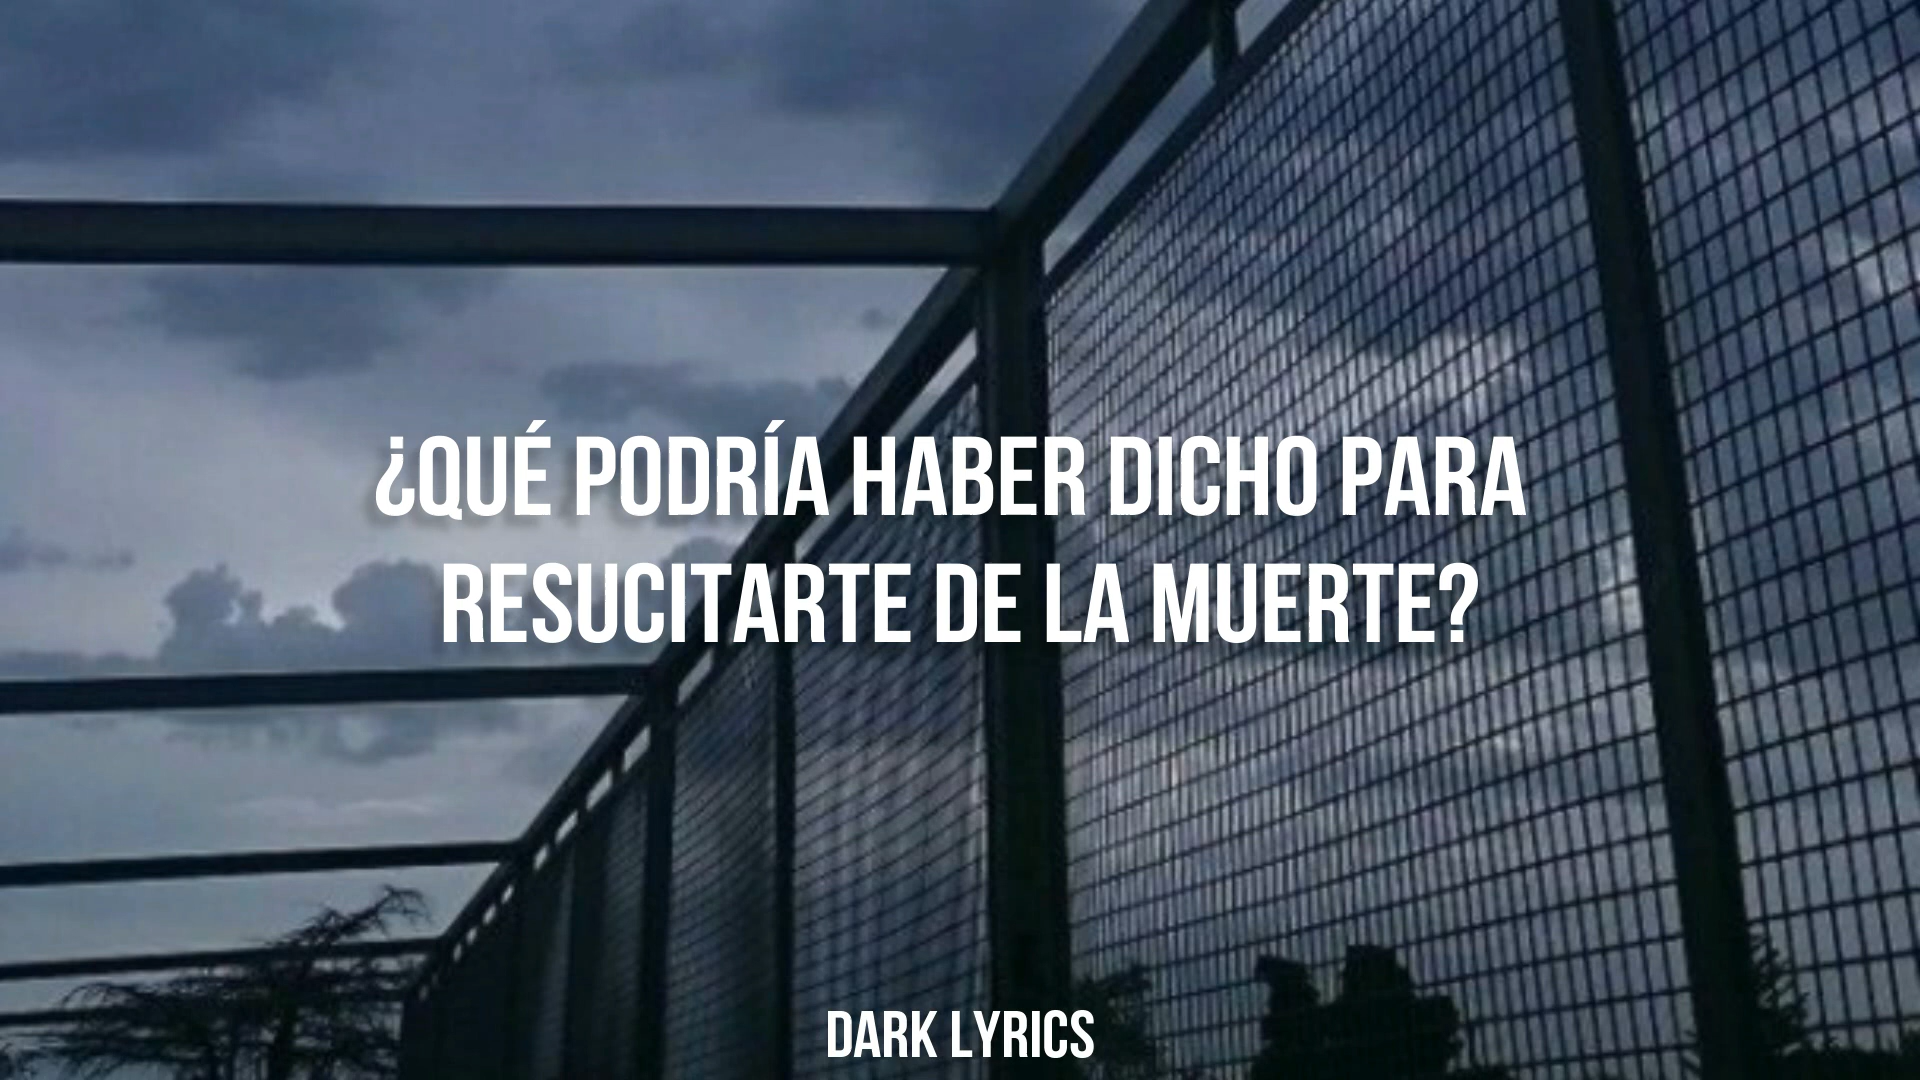 ¿QUÉ PODRÍA HABER DICHO PARA
RESUCITARTE DE LA MUERTE?
DARK LYRICS